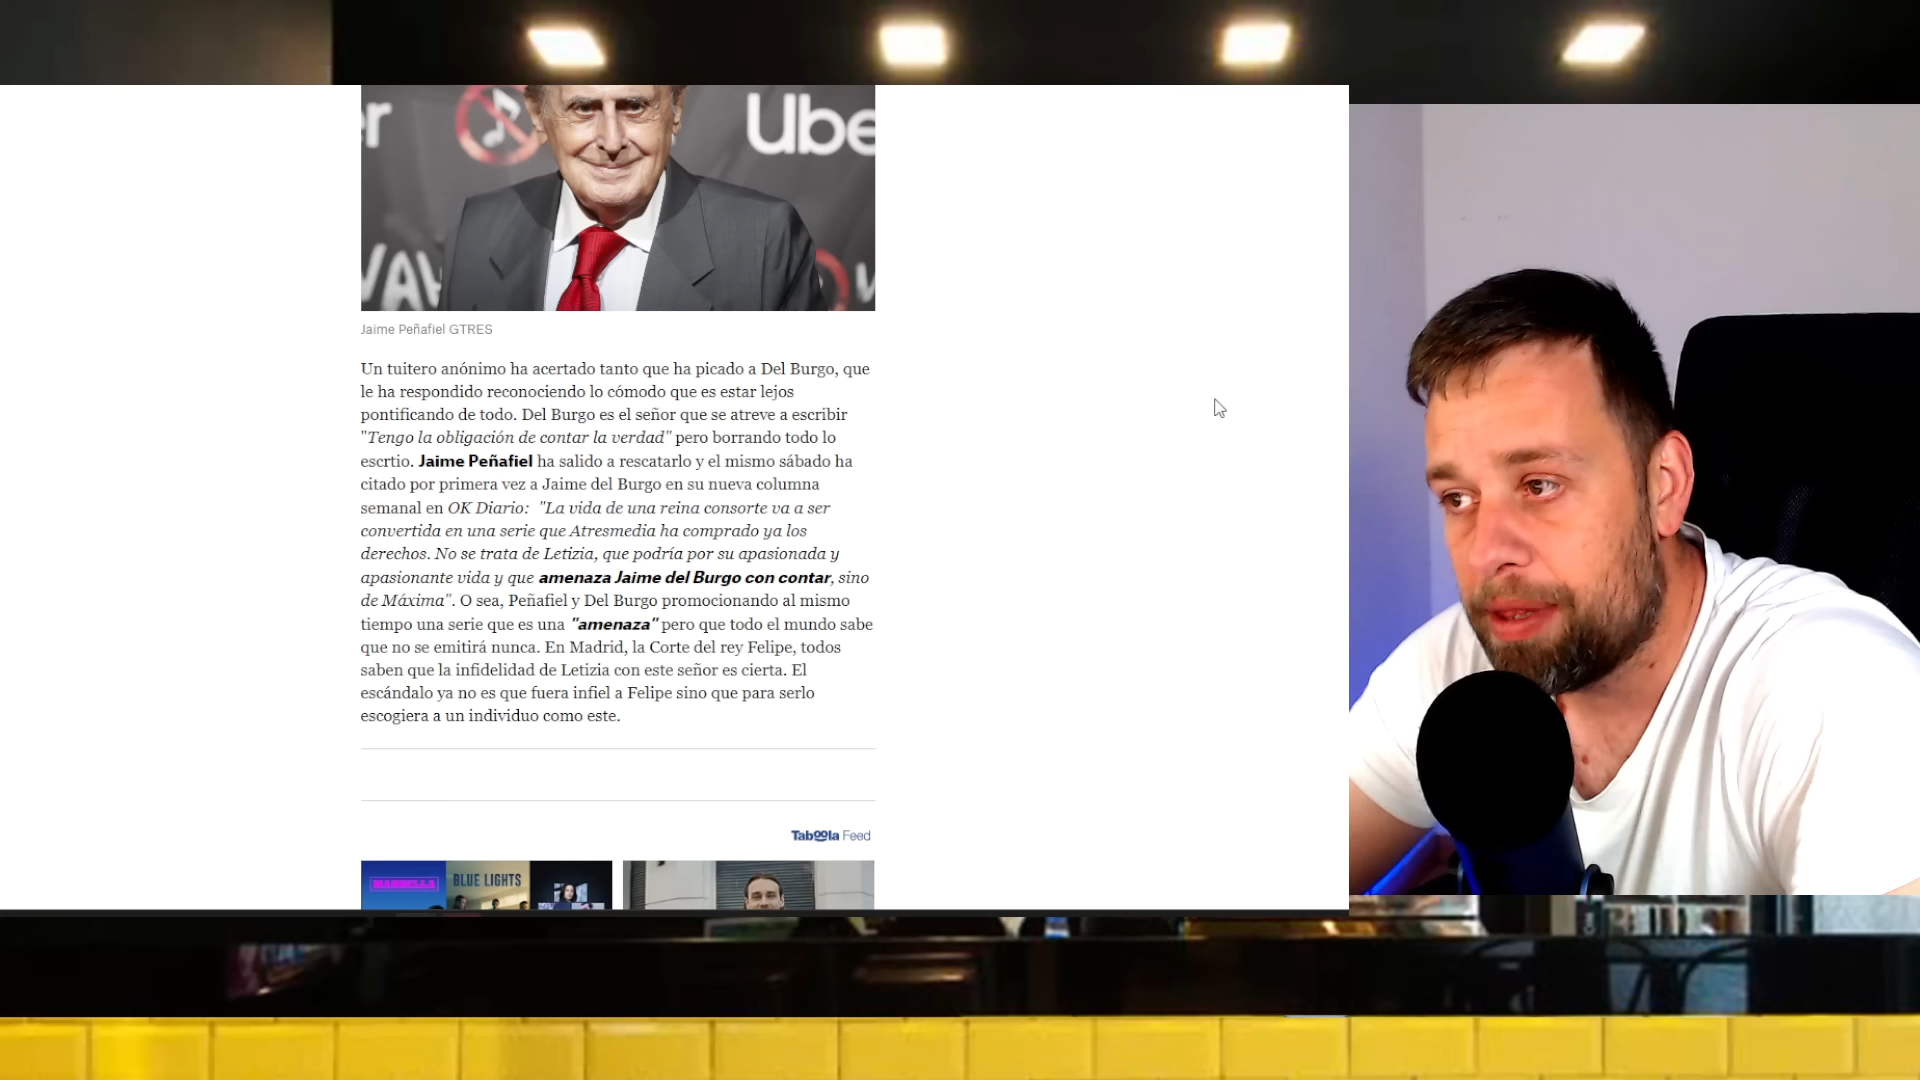 er
Uber
WAV
W
Jaime Peñafiel GTRES
Un tuitero anónimo ha acertado tanto que ha picado a Del Burgo, que
le ha respondido reconociendo lo cómodo que es estar lejos
pontificando de todo. Del Burgo es el señor que se atreve a escribir
"Tengo la obligación de contar la verdad" pero borrando todo lo
escrtio. Jaime Peñafiel ha salido a rescatarlo y el mismo sábado ha
citado por primera vez a Jaime del Burgo en su nueva columna
semanal en OK Diario: "La vida de una reina consorte va a ser
convertida en una serie que Atresmedia ha comprado ya los
derechos. No se trata de Letizia, que podría por su apasionada y
apasionante vida y que amenaza Jaime del Burgo con contar, sino
de Máxima". O sea, Peñafiel y Del Burgo promocionando al mismo
tiempo una serie que es una "amenaza" pero que todo el mundo sabe
que no se emitirá nunca. En Madrid, la Corte del rey Felipe, todos
saben que la infidelidad de Letizia con este señor es cierta. El
escándalo ya no es que fuera infiel a Felipe sino que para serlo
escogiera a un individuo como este.
Taboola Feed
MARBELLA
BLUE LIGHTS